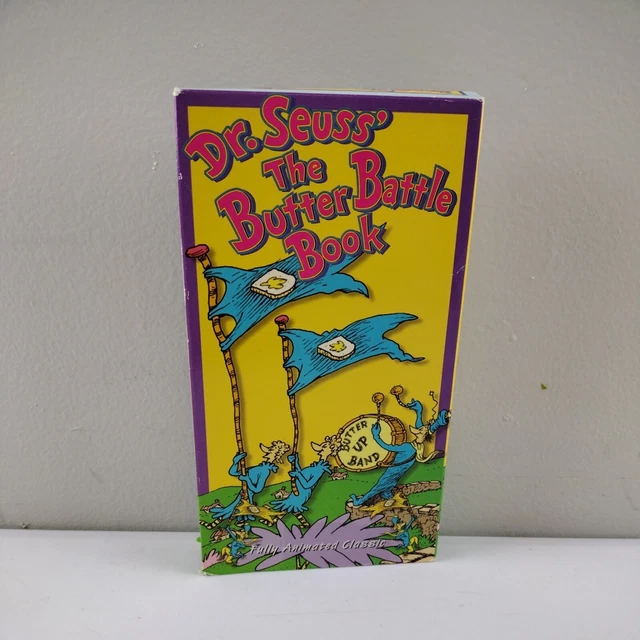 Dr. Seuss'
The
Butter Battle
Book
BUTTER
UP
BAND
Fully Animated Classic